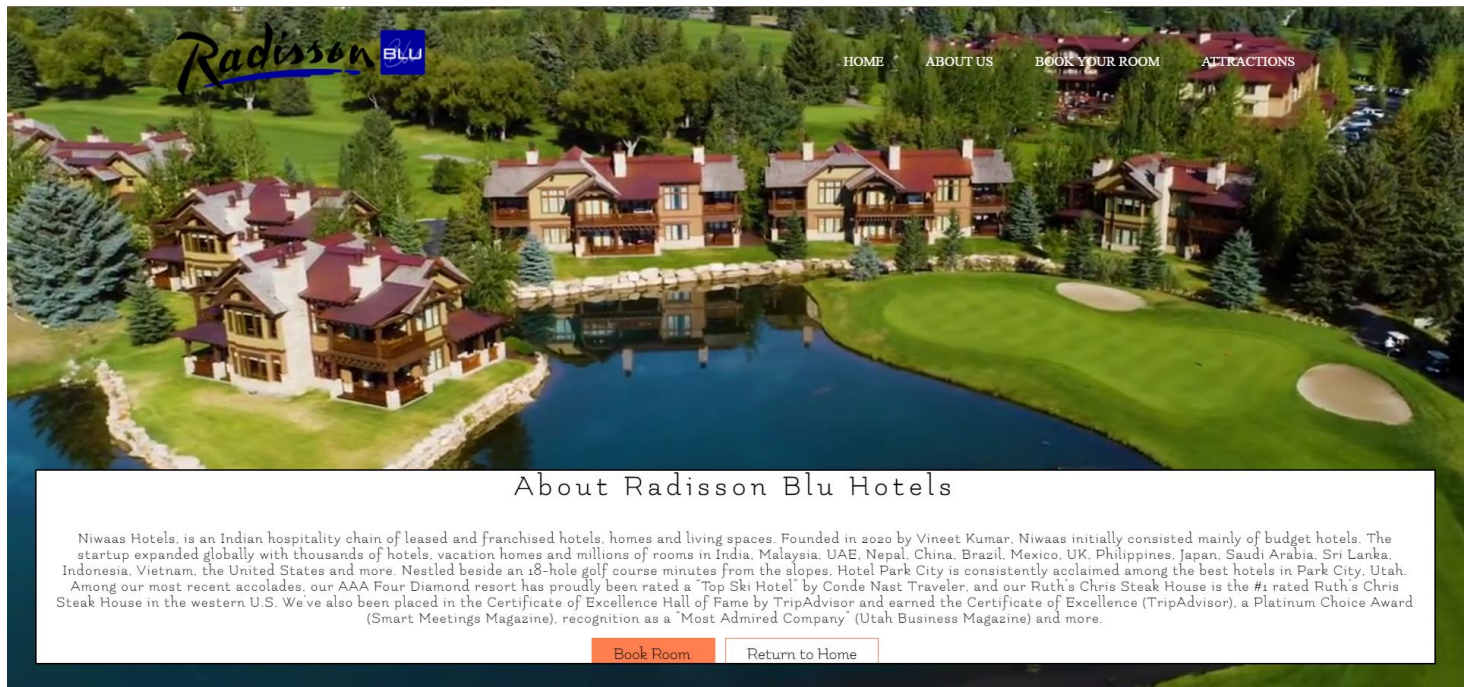 Radisson BLU
HOME ABOUT US BOOK YOUR ROOM ATTRACTIONS
About Radisson Blu Hotels
Niwaas Hotels, is an Indian hospitality chain of leased and franchised hotels, homes and living spaces. Founded in 2020 by Vineet Kumar, Niwaas initially consisted mainly of budget hotels. The
startup expanded globally with thousands of hotels, vacation homes and millions of rooms in India, Malaysia, UAE, Nepal, China, Brazil, Mexico, UK, Philippines, Japan, Saudi Arabia, Sri Lanka,
Indonesia, Vietnam, the United States and more. Nestled beside an 18-hole golf course minutes from the slopes, Hotel Park City is consistently acclaimed among the best hotels in Park City, Utah.
Among our most recent accolades, our AAA Four Diamond resort has proudly been rated a "Top Ski Hotel" by Conde Nast Traveler, and our Ruth's Chris Steak House is the #1 rated Ruth's Chris
Steak House in the western U.S. We've also been placed in the Certificate of Excellence Hall of Fame by TripAdvisor and earned the Certificate of Excellence (TripAdvisor), a Platinum Choice Award
(Smart Meetings Magazine), recognition as a "Most Admired Company" (Utah Business Magazine) and more.
Book Room Return to Home